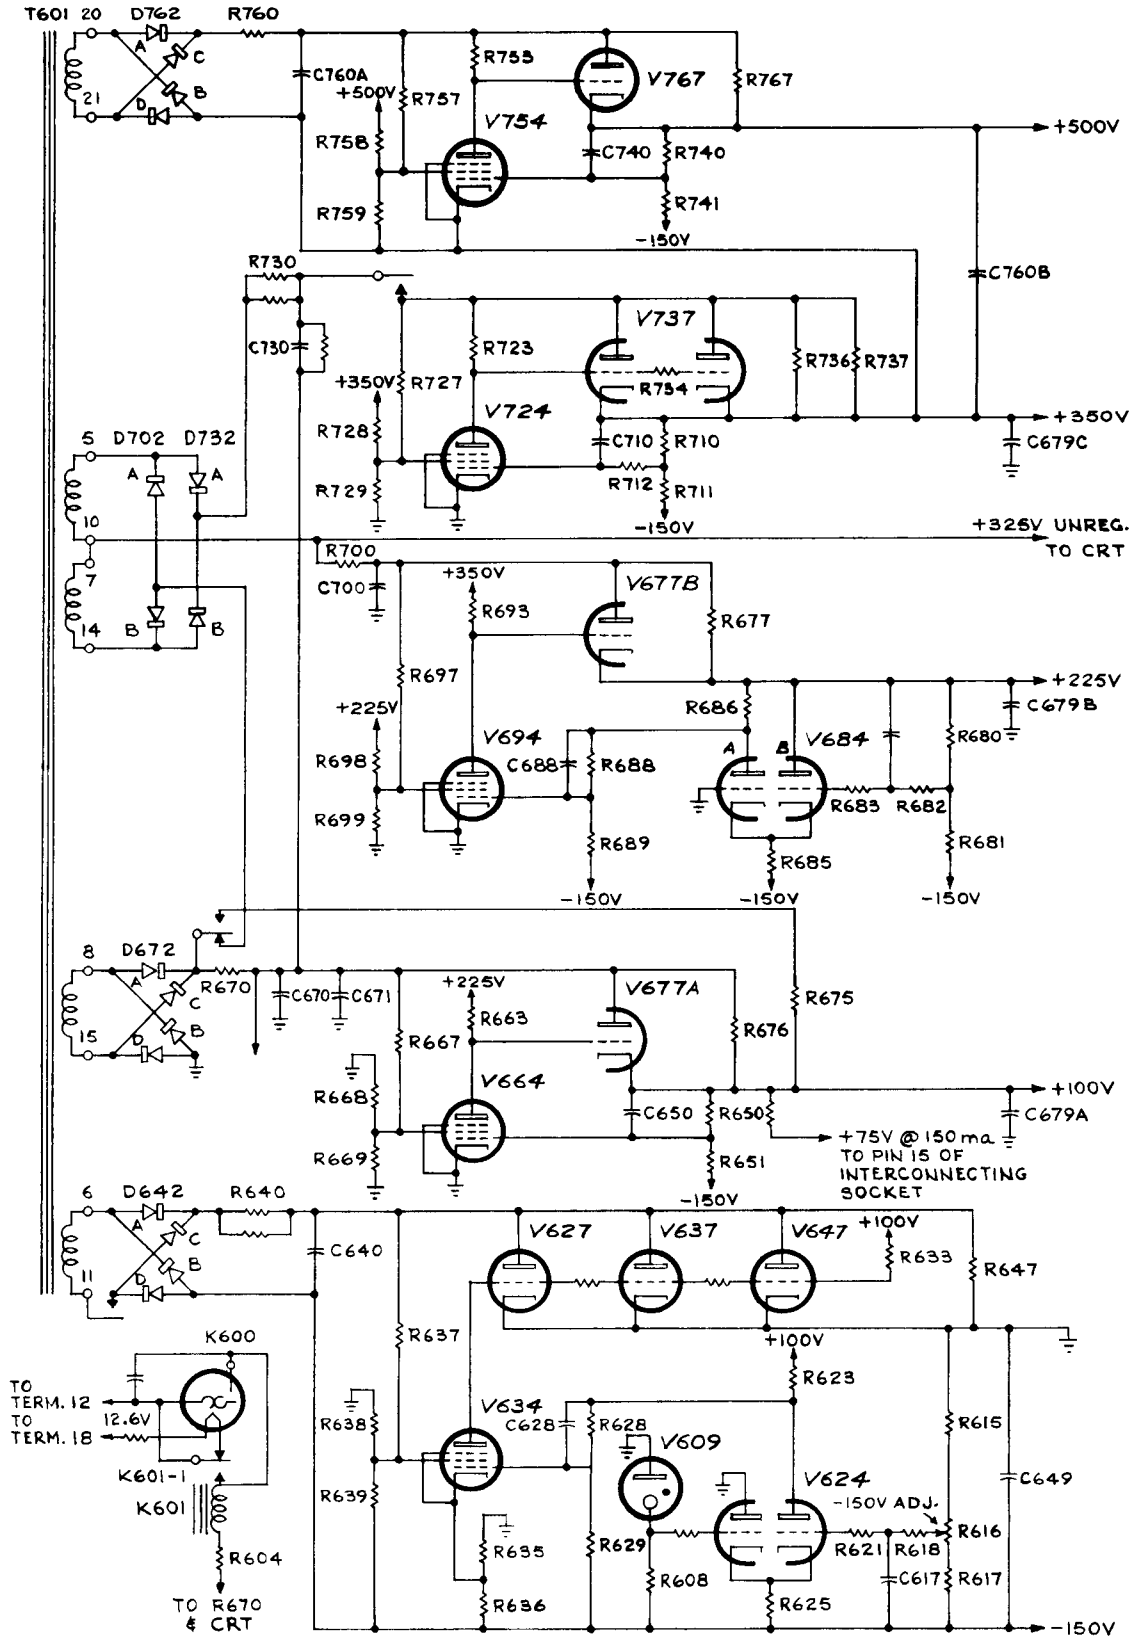 T601 20 D762 R760
A C
B
21 D
C760A
+500V
R757
R753
V767
R767
R758
V754
+500V
C740 R740
R759
R741
-150V
R730
C760B
V737
C730
R723
R736 R737
+350V R727
R734
V724
+350V
5 D702 D732
R728
C710 R710
C679C
A A
R712
R729
R711
-150V
10
+325V UNREG.
TO CRT
R700
7
+350V
C700
V677B
R693
R677
B B
14
R697
+225V
+225V
R686
C679B
V694
A B V684
R680
R698
C688 R688
R683 R682
R699
R689
R681
R685
-150V -150V -150V
8 D672
A C
R670
C670 C671
+225V
V677A
R675
R663
R676
B
15 D
R667
V664
+100V
R668
C650 R650
C679A
+75V @ 150 ma
TO PIN 15 OF
INTERCONNECTING
SOCKET
R669
R651
-150V
6 D642 R640
A C
V627 V637 V647
+100V
C640
R633
R647
B
11 D
R637
K600
+100V
TO
TERM. 12
R623
12.6V
TO
TERM. 18
R638
V634
C628 R628
V609
R615
K601-1
V624
C649
K601
R639
-150V ADJ.
R616
R635
R629
R621 R618
R604
R608
C617 R617
R636
R625
TO R670
& CRT
-150V